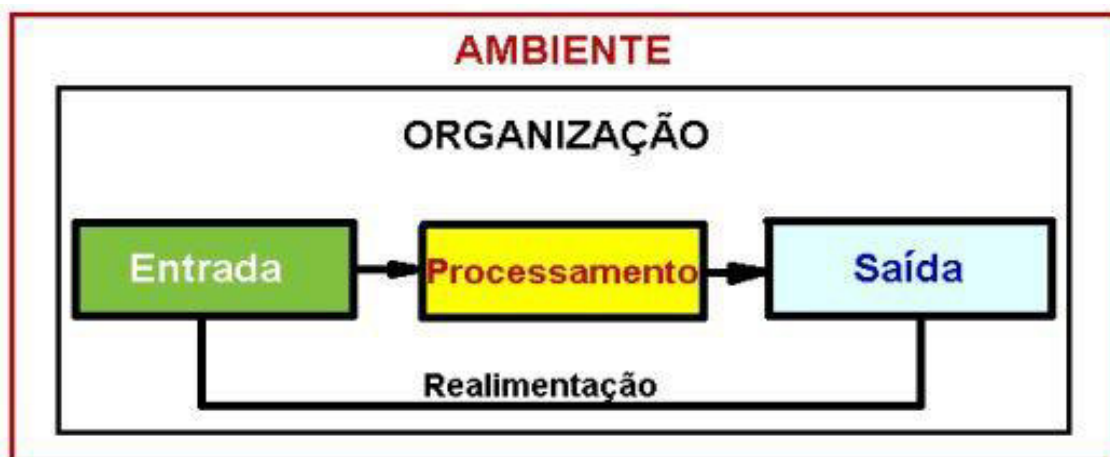 AMBIENTE
ORGANIZAÇÃO
Entrada
Processamento
Saída
Realimentação